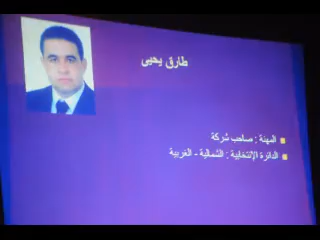 طارق يحيى
المهنة : صاحب شركة
الدائرة الإنتخابية : الشمالية - الغربية